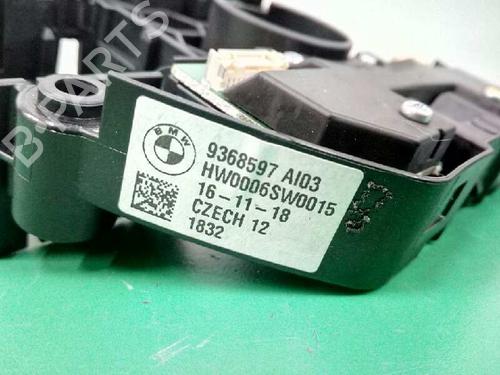 BMW
9368597 AI03
HW0006SW0015
16-11-18
CZECH 12
1832
B-PARTS